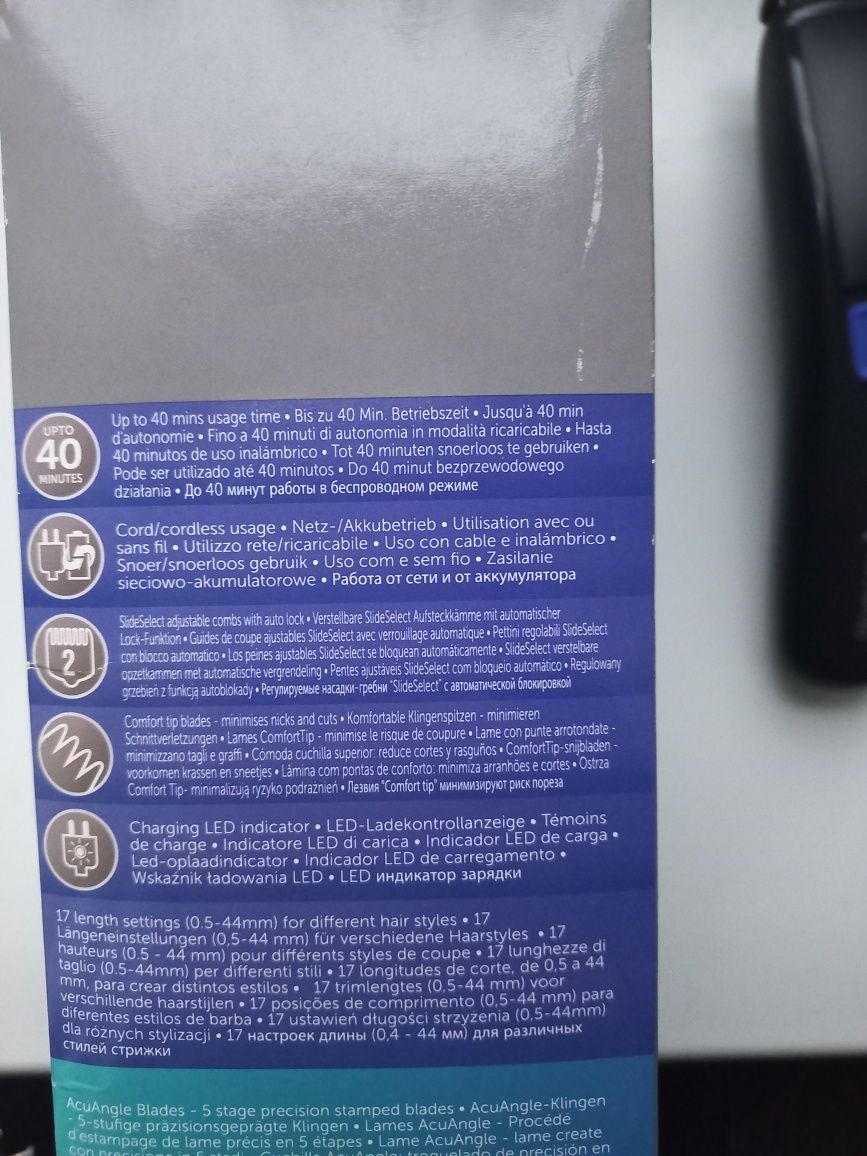 UP TO
40
MINUTES
Up to 40 mins usage time • Bis zu 40 Min. Betriebszeit • Jusqu'à 40 min
d'autonomie • Fino a 40 minuti di autonomia in modalità ricaricabile • Hasta
40 minutos de uso inalámbrico • Tot 40 minuten snoerloos te gebruiken •
Pode ser utilizado até 40 minutos • Do 40 minut bezprzewodowego
działania • До 40 минут работы в беспроводном режиме
Cord/cordless usage • Netz-/Akkubetrieb • Utilisation avec ou
sans fil • Utilizzo rete/ricaricabile • Uso con cable e inalámbrico •
Snoer/snoerloos gebruik • Uso com e sem fio • Zasilanie
sieciowo-akumulatorowe • Работа от сети и от аккумулятора
2
SlideSelect adjustable combs with auto lock • Verstellbare SlideSelect Aufsteckkämme mit automatischer
Lock-Funktion • Guides de coupe ajustables SlideSelect avec verrouillage automatique • Pettini regolabili SlideSelect
con blocco automatico • Los peines ajustables SlideSelect se bloquean automáticamente • SlideSelect verstelbare
opzetkammen met automatische vergrendeling • Pentes ajustáveis SlideSelect com bloqueio automático • Regulowany
grzebień z funkcją autoblokady • Регулируемые насадки-гребни "SlideSelect" с автоматической блокировкой
Comfort tip blades - minimises nicks and cuts • Komfortable Klingenspitzen - minimieren
Schnittverletzungen • Lames ComfortTip - minimise le risque de coupure • Lame con punte arrotondate -
minimizzano tagli e graffi • Cómoda cuchilla superior: reduce cortes y rasguños • ComfortTip-snijbladen -
voorkomen krassen en sneetjes • Lâmina com pontas de conforto: minimiza arranhões e cortes • Ostrza
Comfort Tip- minimalizują ryzyko podrażnień • Лезвия "Comfort tip" минимизируют риск пореза
Charging LED indicator • LED-Ladekontrollanzeige • Témoins
de charge • Indicatore LED di carica • Indicador LED de carga •
Led-oplaadindicator • Indicador LED de carregamento •
Wskaźnik ładowania LED • LED индикатор зарядки
17 length settings (0.5-44mm) for different hair styles • 17
Längeneinstellungen (0,5-44 mm) für verschiedene Haarstyles • 17
hauteurs (0.5 - 44 mm) pour différents styles de coupe • 17 lunghezze di
taglio (0.5-44mm) per differenti stili • 17 longitudes de corte, de 0,5 a 44
mm, para crear distintos estilos • 17 trimlengtes (0,5-44 mm) voor
verschillende haarstijlen • 17 posições de comprimento (0,5-44 mm) para
diferentes estilos de barba • 17 ustawień długości strzyżenia (0,5-44mm)
dla różnych stylizacji • 17 настроек длины (0,4 - 44 мм) для различных
стилей стрижки
AcuAngle Blades - 5 stage precision stamped blades • AcuAngle-Klingen
- 5-stufige präzisionsgeprägte Klingen • Lames AcuAngle - Procédé
d'estampage de lame précis en 5 étapes • Lame AcuAngle - lame create
con precisione in 5 stadi • Cuchilla AcuAngle: troquelado de precisión en